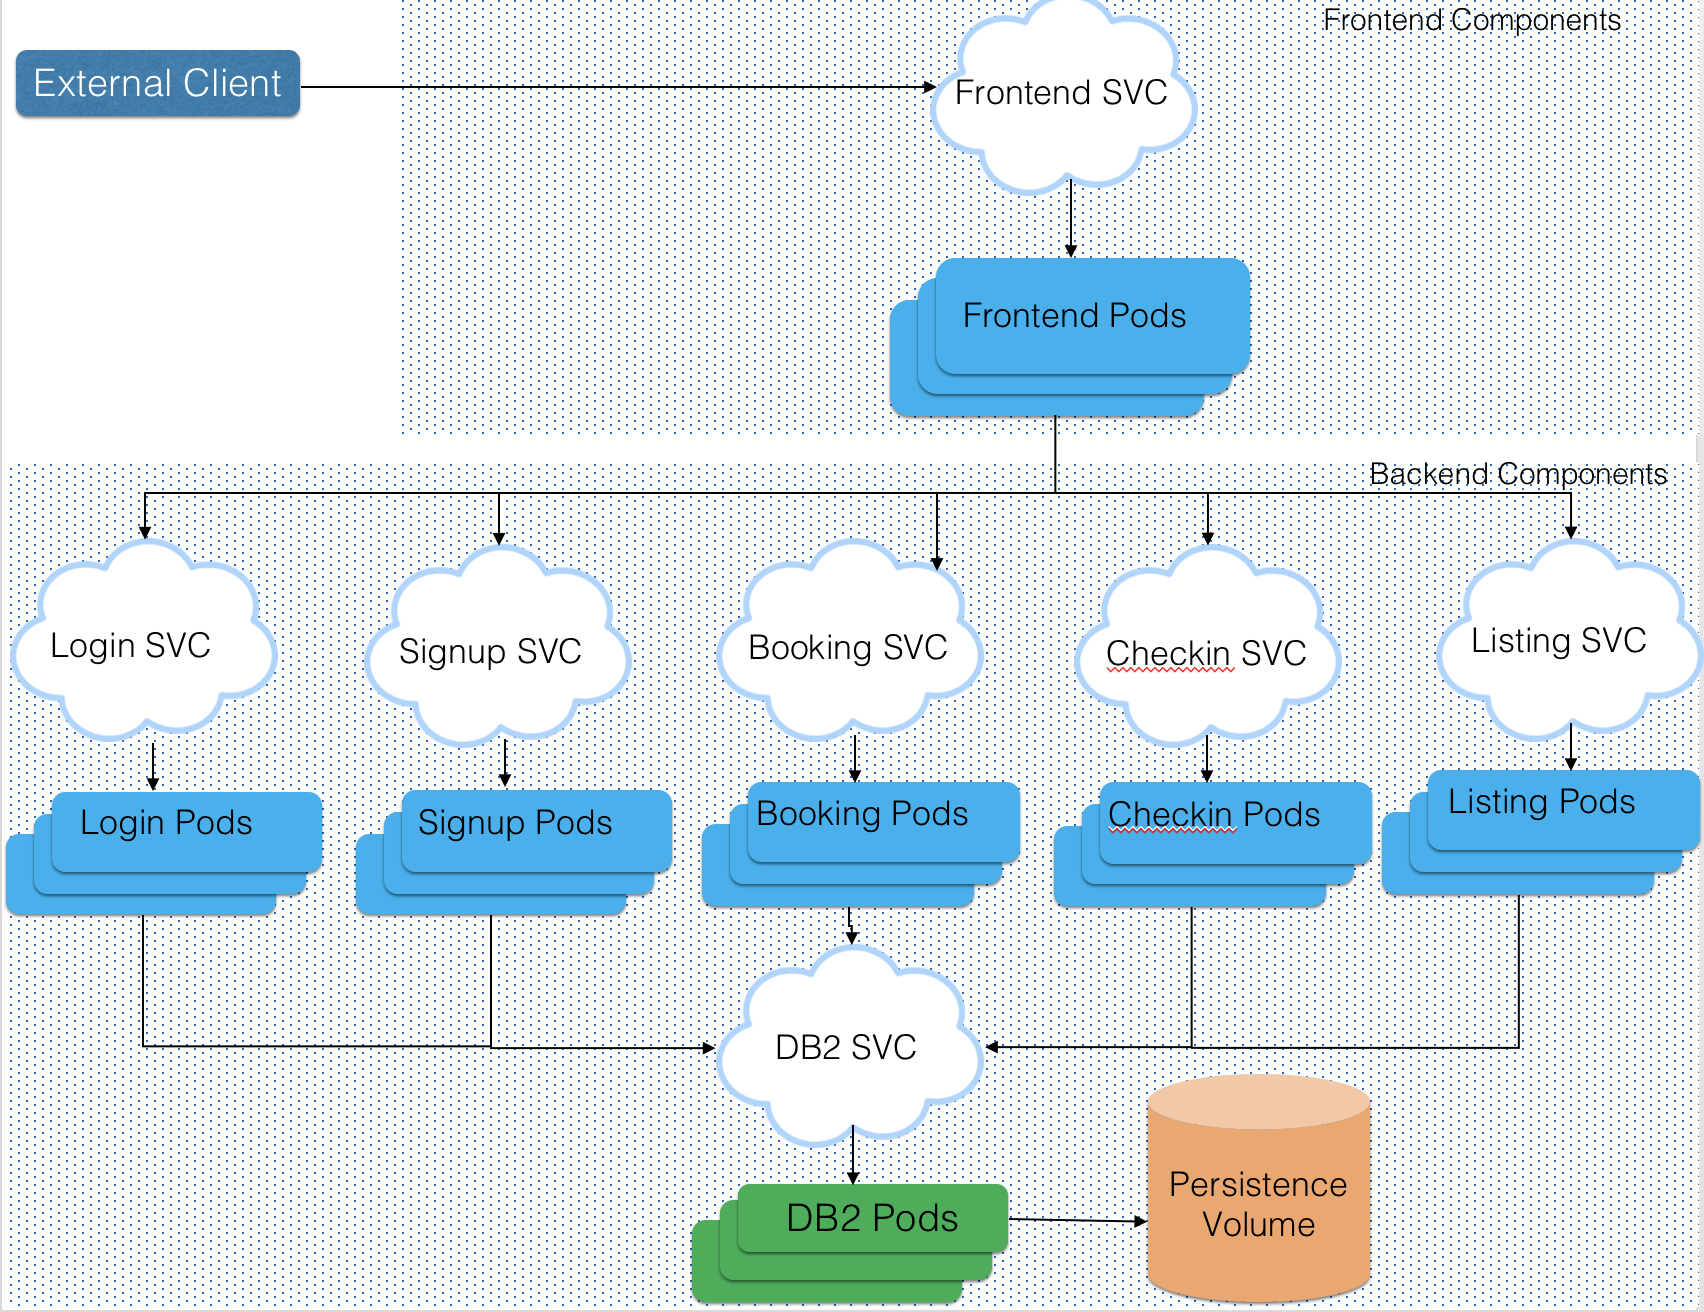 Frontend Components
External Client
Frontend SVC
Frontend Pods
Backend Components
Login SVC
Signup SVC
Booking SVC
Checkin SVC
Listing SVC
Login Pods
Signup Pods
Booking Pods
Checkin Pods
Listing Pods
DB2 SVC
DB2 Pods
Persistence
Volume